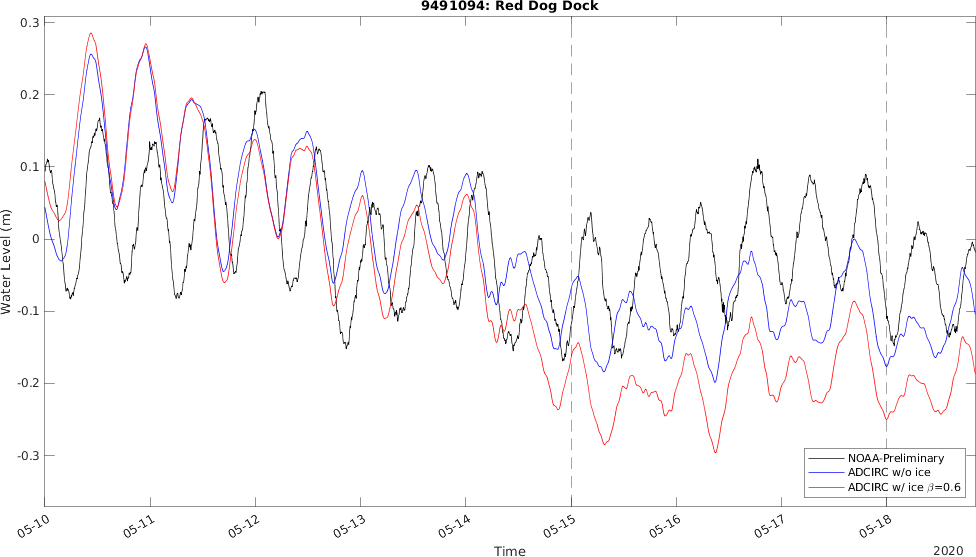 9491094: Red Dog Dock
0.3
0.2
0.1
0
-0.1
-0.2
-0.3
Water Level (m)
NOAA-Preliminary
ADCIRC w/o ice
ADCIRC w/ ice β=0.6
05-10
05-11
05-12
05-13
05-14
05-15
05-16
05-17
05-18
Time
2020